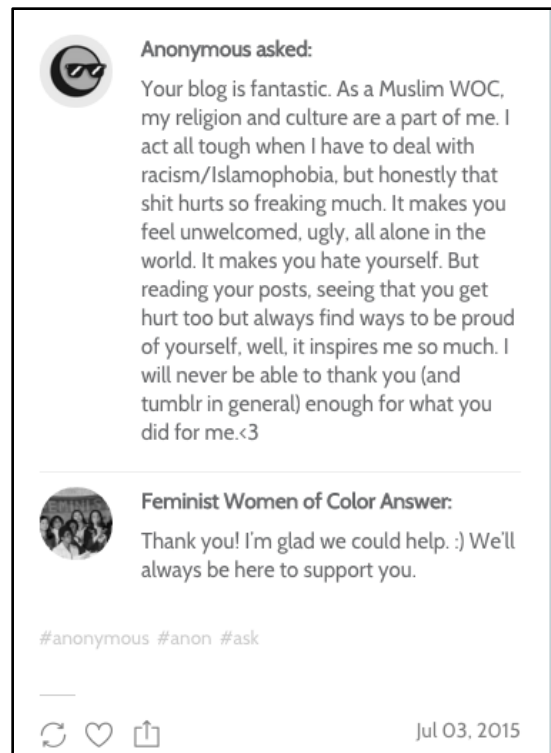 Anonymous asked:
Your blog is fantastic. As a Muslim WOC,
my religion and culture are a part of me. I
act all tough when I have to deal with
racism/Islamophobia, but honestly that
shit hurts so freaking much. It makes you
feel unwelcomed, ugly, all alone in the
world. It makes you hate yourself. But
reading your posts, seeing that you get
hurt too but always find ways to be proud
of yourself, well, it inspires me so much. I
will never be able to thank you (and
tumblr in general) enough for what you
did for me.<3
Feminist Women of Color Answer:
Thank you! I'm glad we could help. :) We'll
always be here to support you.
#anonymous #anon #ask
Jul 03, 2015